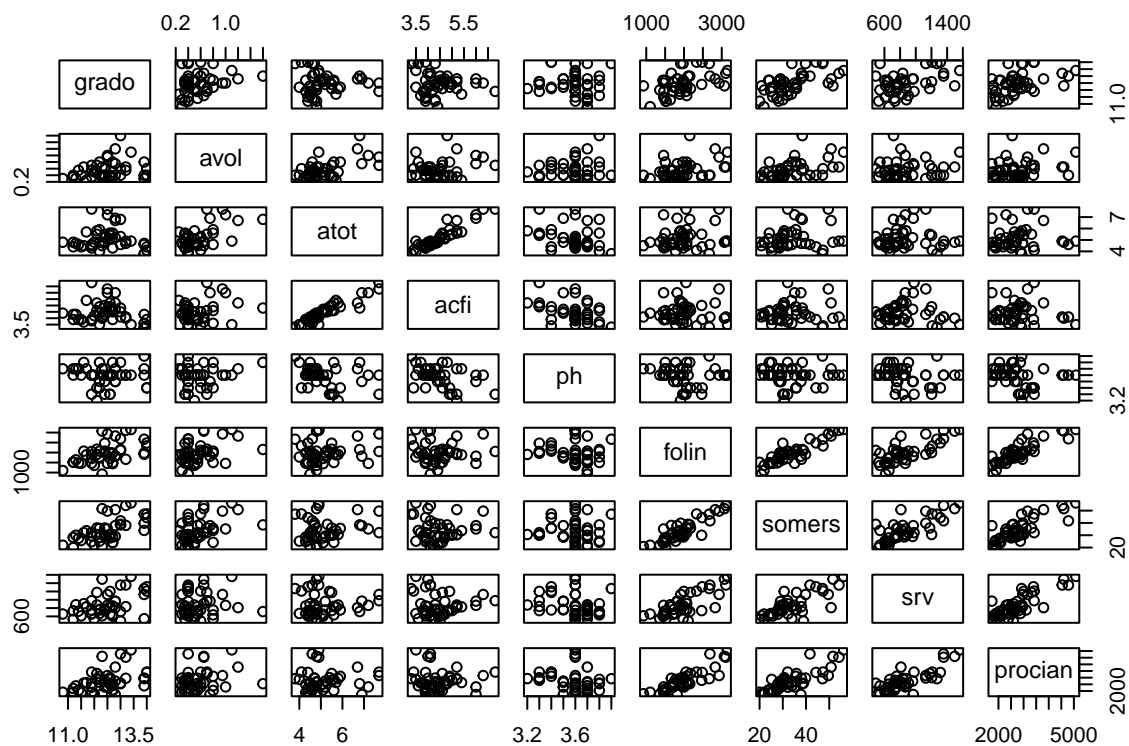 0.2 1.0 3.5 5.5 1000 3000 600 1400
grado 11.0
0.2 avol
atot 4 7
3.5 acfi
ph 3.2
1000 folin
somers 20
600 srv
procian 2000
11.0 13.5 4 6 3.2 3.6 20 40 2000 5000